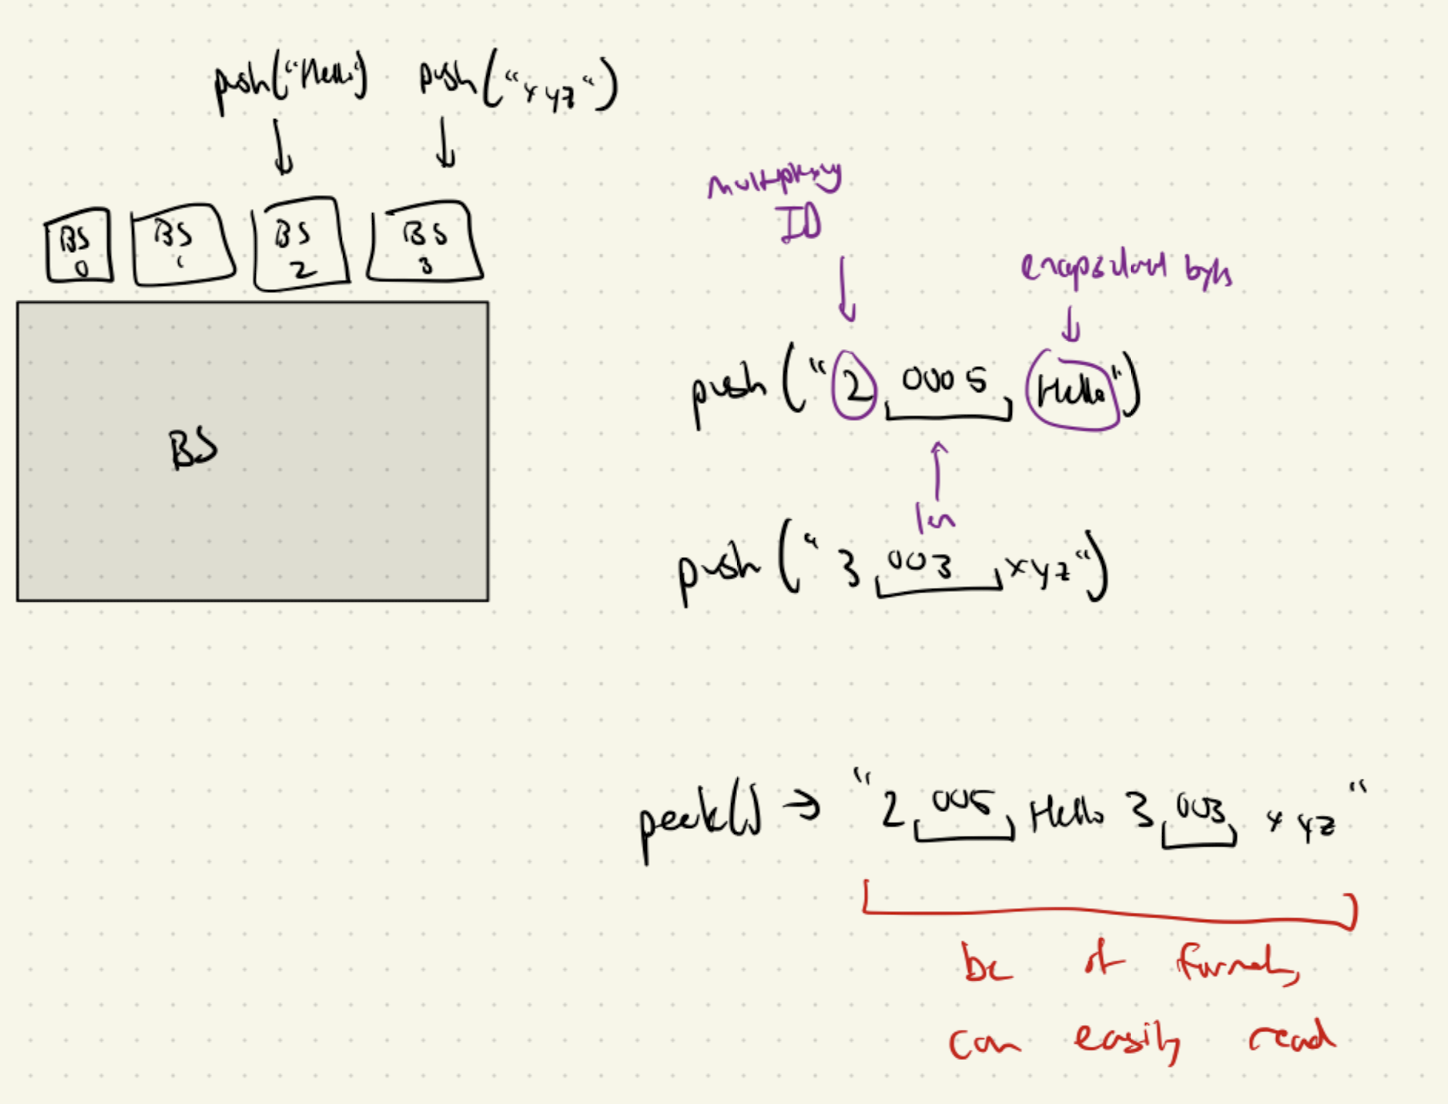 push("Hello") push("xyz")
BS 0
BS 1
BS 2
BS 3
BS
multiplexing
ID
encapsulated bytes
push("2 0005 Hello")
len
push("3 003 xyz")
peek() → "2 005 Hello 3 003 xyz"
bc of format,
can easily read